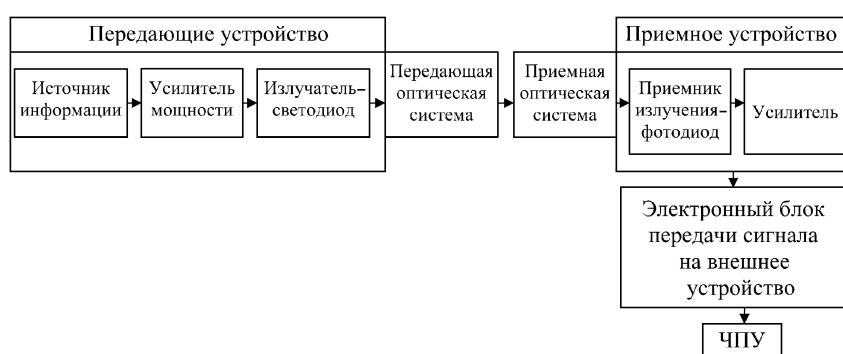 Передающие устройство
Источник
информации
Усилитель
мощности
Излучатель–
светодиод
Передающая
оптическая
система
Приемная
оптическая
система
Приемное устройство
Приемник
излучения–
фотодиод
Усилитель
Электронный блок
передачи сигнала
на внешнее
устройство
ЧПУ